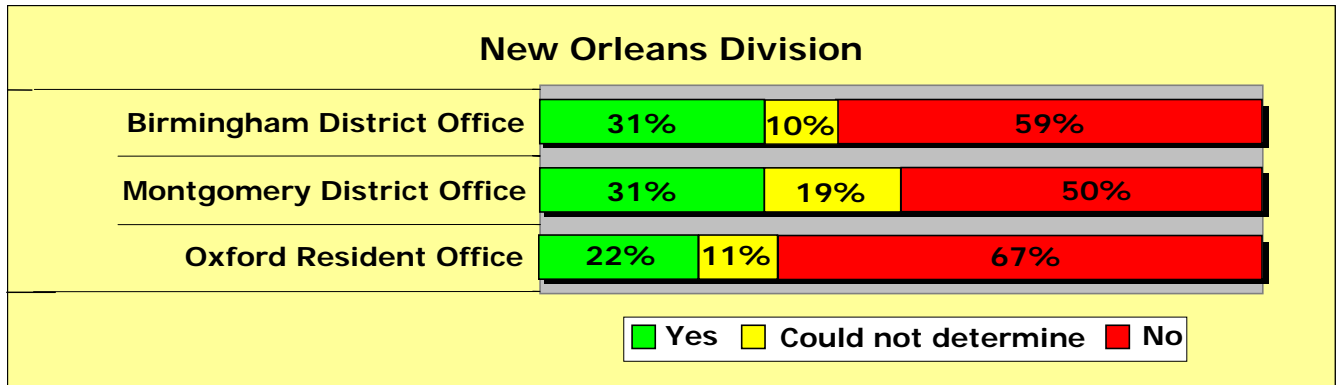 New Orleans Division
Birmingham District Office 31% 10% 59%
Montgomery District Office 31% 19% 50%
Oxford Resident Office 22% 11% 67%
Yes Could not determine No